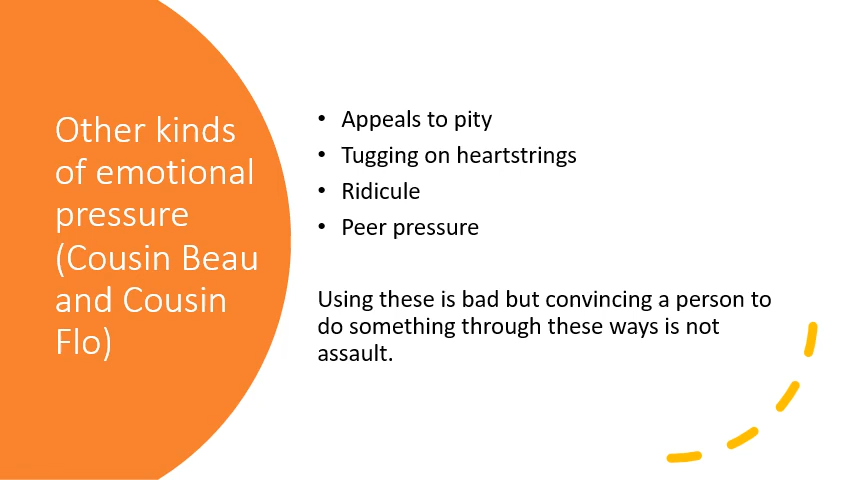 Other kinds
of emotional
pressure
(Cousin Beau
and Cousin
Flo)
• Appeals to pity
• Tugging on heartstrings
• Ridicule
• Peer pressure
Using these is bad but convincing a person to
do something through these ways is not
assault.